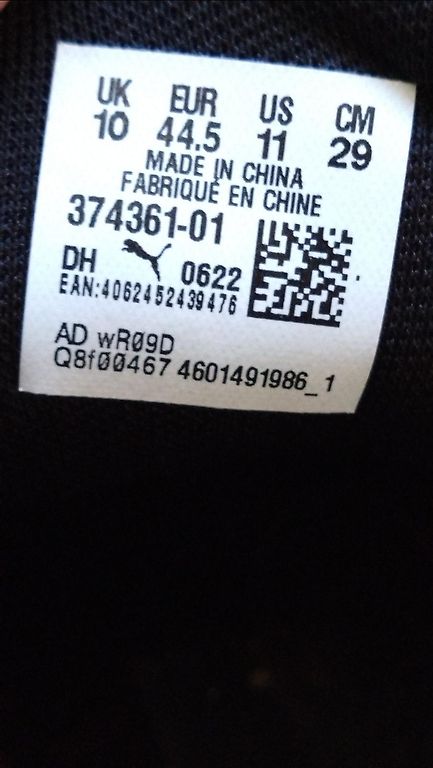 UK EUR US CM
10 44.5 11 29
MADE IN CHINA
FABRIQUÉ EN CHINE
374361-01
DH 0622
EAN:4062452439476
AD wR09D
Q8f00467 4601491986_1